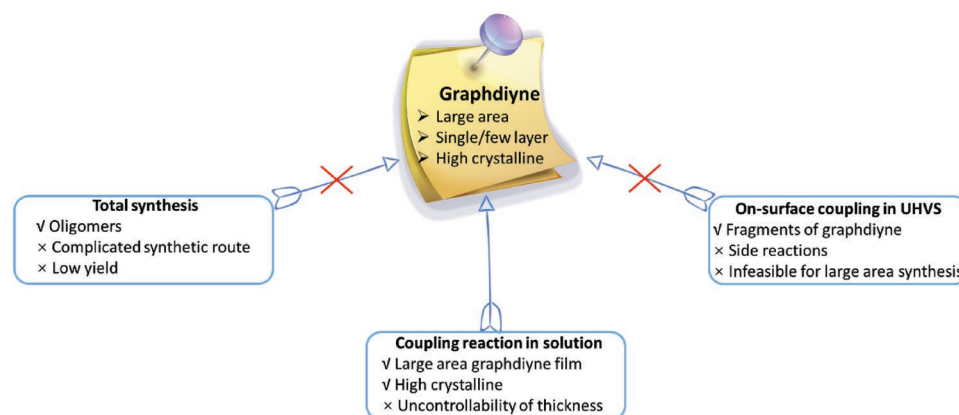 Graphdiyne
➤ Large area
➤ Single/few layer
➤ High crystalline
Total synthesis
√ Oligomers
× Complicated synthetic route
× Low yield
On-surface coupling in UHVS
√ Fragments of graphdiyne
× Side reactions
× Infeasible for large area synthesis
Coupling reaction in solution
√ Large area graphdiyne film
√ High crystalline
× Uncontrollability of thickness